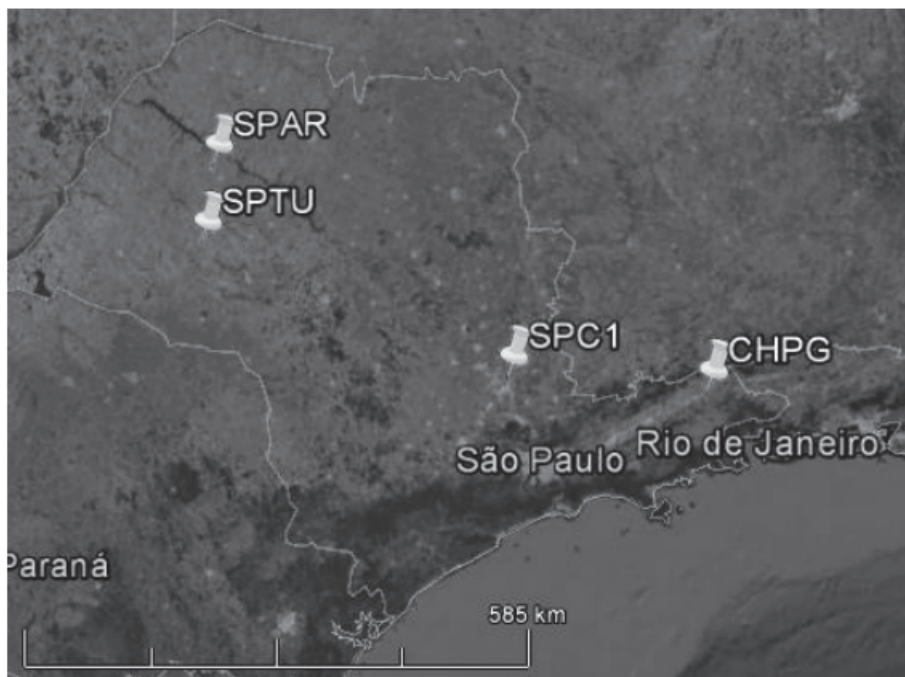 SPAR
SPTU
SPC1
CHPG
São Paulo
Rio de Janeiro
Paraná
585 km